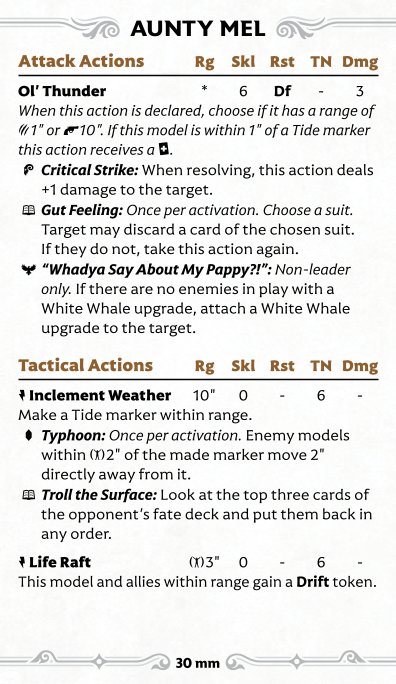 AUNTY MEL
Attack Actions Rg Skl Rst TN Dmg
Ol' Thunder * 6 Df - 3
When this action is declared, choose if it has a range of
1" or 10". If this model is within 1" of a Tide marker
this action receives a .
Critical Strike: When resolving, this action deals
+1 damage to the target.
Gut Feeling: Once per activation. Choose a suit.
Target may discard a card of the chosen suit.
If they do not, take this action again.
“Whadya Say About My Pappy?!”: Non-leader
only. If there are no enemies in play with a
White Whale upgrade, attach a White Whale
upgrade to the target.
Tactical Actions Rg Skl Rst TN Dmg
Inclement Weather 10" 0 - 6 -
Make a Tide marker within range.
Typhoon: Once per activation. Enemy models
within 2" of the made marker move 2"
directly away from it.
Troll the Surface: Look at the top three cards of
the opponent’s fate deck and put them back in
any order.
Life Raft 3" 0 - 6 -
This model and allies within range gain a Drift token.
30 mm